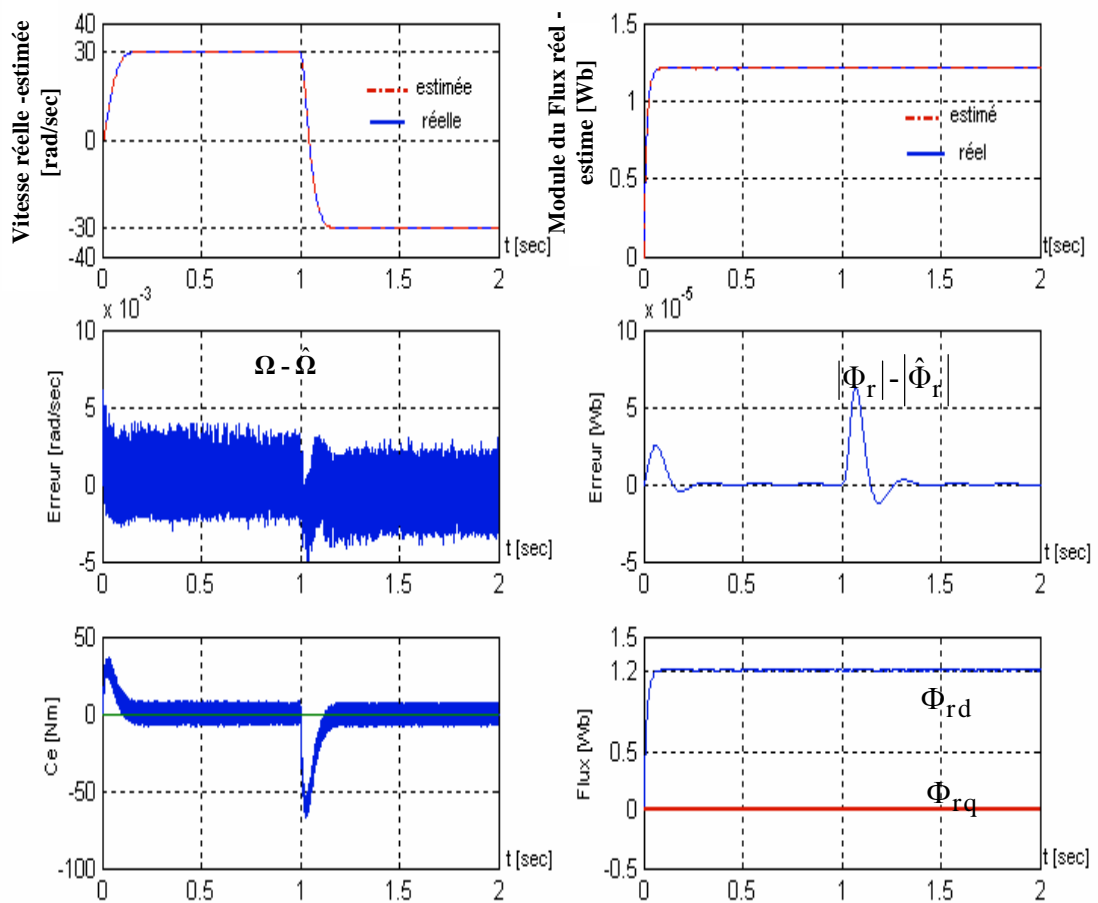 Vitesse réelle -estimée
[rad/sec]
40
30
0
-30
-40
estimée
réelle
t [sec]
0 0.5 1 1.5 2
Module du Flux réel -
estime [Wb]
1.5
1.2
1
0.5
0
estimé
réel
t [sec]
0 0.5 1 1.5 2
x 10⁻³
Erreur [rad/sec]
10
5
0
-5
Ω - Ω̂
t [sec]
0 0.5 1 1.5 2
x 10⁻⁵
Erreur [Wb]
10
5
0
-5
|Φr| - |Φ̂r|
t [sec]
0 0.5 1 1.5 2
Ce [Nm]
50
0
-50
-100
t [sec]
0 0.5 1 1.5 2
Flux [Wb]
1.5
1.2
0.5
0
-0.5
Φrd
Φrq
t [sec]
0 0.5 1 1.5 2